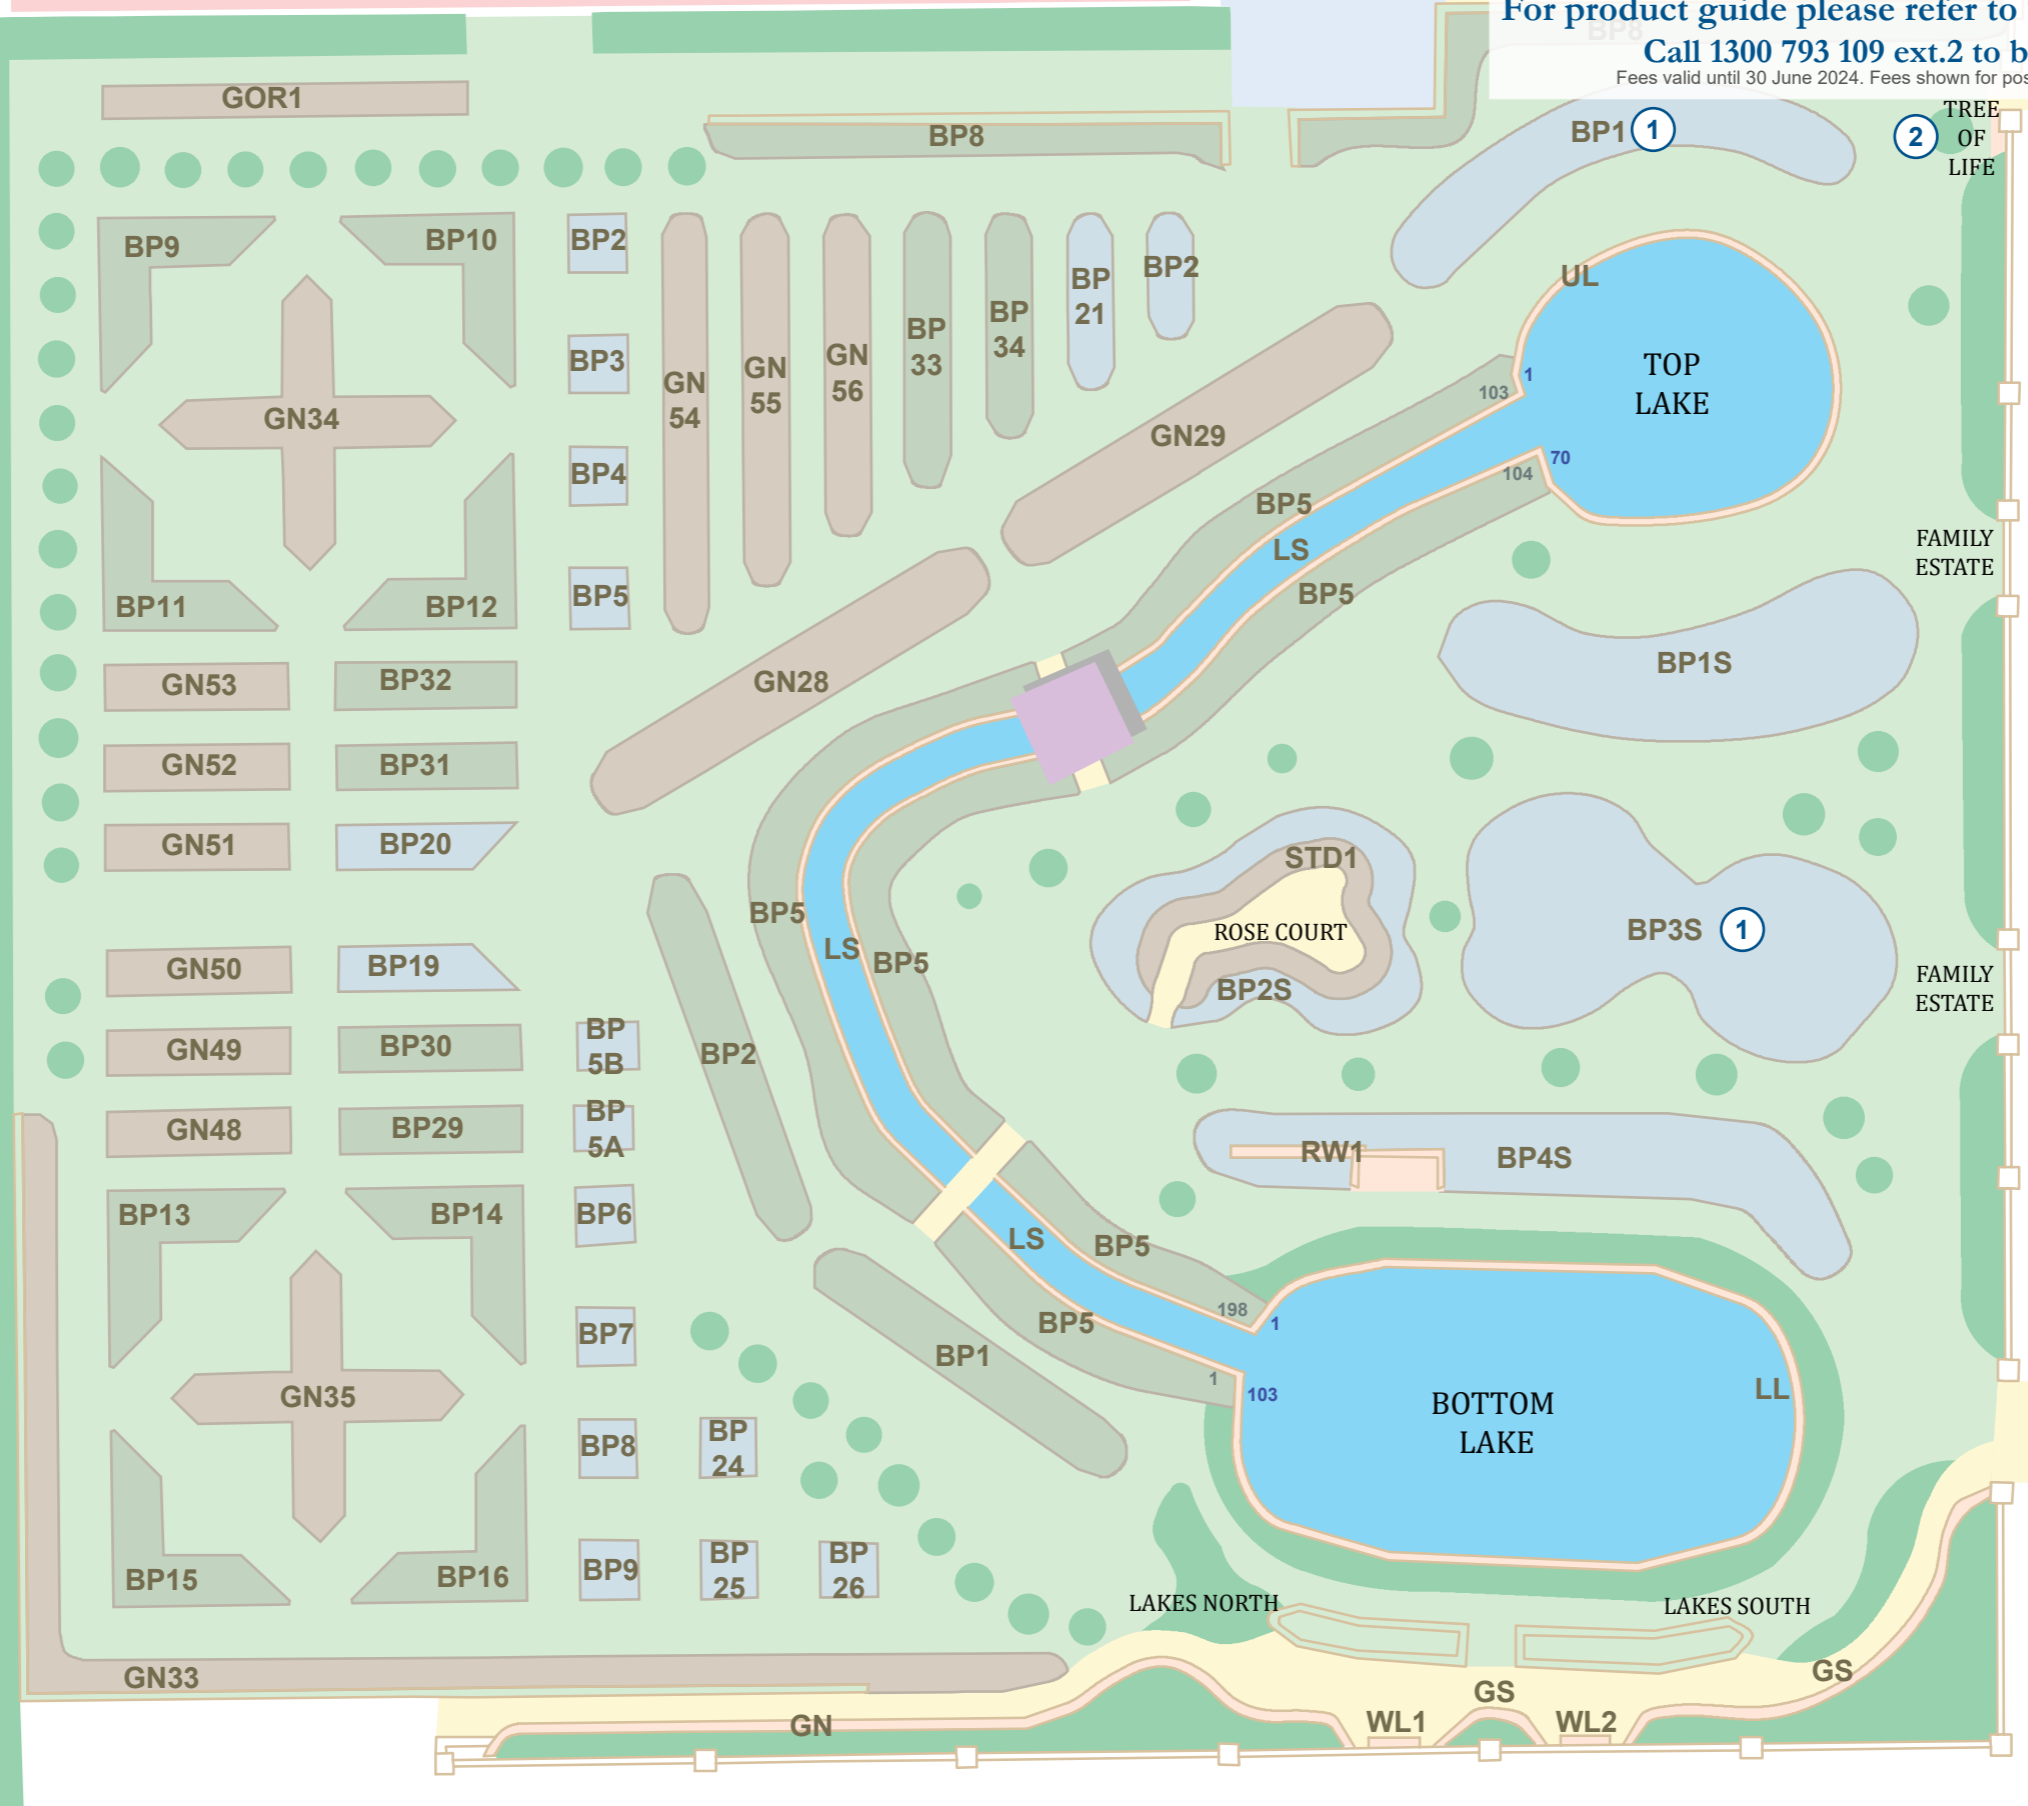 For product guide please refer to
BP8
Call 1300 793 109 ext.2 to b
Fees valid until 30 June 2024. Fees shown for pos
GOR1
BP8
BP1
1
2
TREE
OF
LIFE
BP9
BP10
BP2
BP
21
BP2
UL
BP3
GN
54
GN
55
GN
56
BP
33
BP
34
TOP
LAKE
1
103
GN34
GN29
70
104
BP4
BP5
LS
BP5
FAMILY
ESTATE
BP11
BP12
BP5
GN53
BP32
GN28
BP1S
GN52
BP31
GN51
BP20
STD1
ROSE COURT
BP2S
BP3S
1
BP5
LS
BP5
GN50
BP19
FAMILY
ESTATE
GN49
BP30
BP
5B
BP2
GN48
BP29
BP
5A
RW1
BP4S
BP13
BP14
BP6
LS
BP5
198
1
BP5
BP7
BP1
1
103
GN35
BOTTOM
LAKE
LL
BP8
BP
24
BP15
BP16
BP9
BP
25
BP
26
LAKES NORTH
LAKES SOUTH
GN33
GN
GS
GS
WL1
WL2